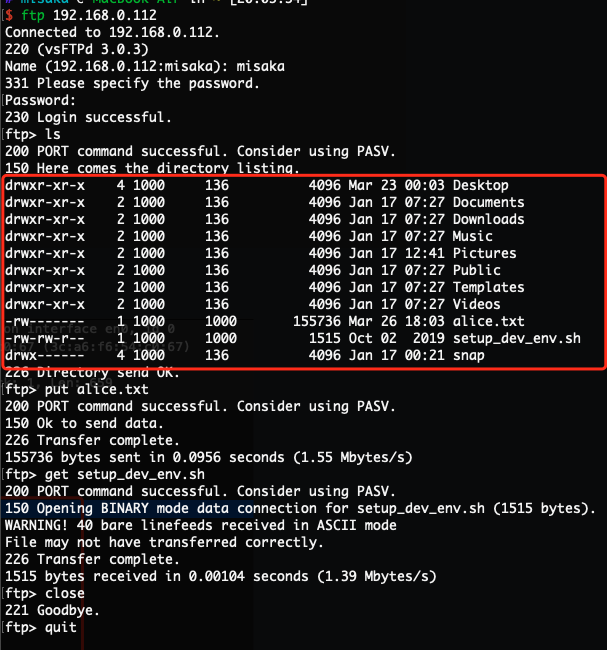 $ ftp 192.168.0.112
Connected to 192.168.0.112.
220 (vsFTPd 3.0.3)
Name (192.168.0.112:misaka): misaka
331 Please specify the password.
Password:
230 Login successful.
ftp> ls
200 PORT command successful. Consider using PASV.
150 Here comes the directory listing.
drwxr-xr-x    4 1000     136          4096 Mar 23 00:03 Desktop
drwxr-xr-x    2 1000     136          4096 Jan 17 07:27 Documents
drwxr-xr-x    2 1000     136          4096 Jan 17 07:27 Downloads
drwxr-xr-x    2 1000     136          4096 Jan 17 07:27 Music
drwxr-xr-x    2 1000     136          4096 Jan 17 12:41 Pictures
drwxr-xr-x    2 1000     136          4096 Jan 17 07:27 Public
drwxr-xr-x    2 1000     136          4096 Jan 17 07:27 Templates
drwxr-xr-x    2 1000     136          4096 Jan 17 07:27 Videos
-rw-------    1 1000     1000       155736 Mar 26 18:03 alice.txt
-rw-rw-r--    1 1000     1000         1515 Oct 02  2019 setup_dev_env.sh
drwx------    4 1000     136          4096 Jan 17 00:21 snap
226 Directory send OK.
ftp> put alice.txt
200 PORT command successful. Consider using PASV.
150 Ok to send data.
226 Transfer complete.
155736 bytes sent in 0.0956 seconds (1.55 Mbytes/s)
ftp> get setup_dev_env.sh
200 PORT command successful. Consider using PASV.
150 Opening BINARY mode data connection for setup_dev_env.sh (1515 bytes).
WARNING! 40 bare linefeeds received in ASCII mode
File may not have transferred correctly.
226 Transfer complete.
1515 bytes received in 0.00104 seconds (1.39 Mbytes/s)
ftp> close
221 Goodbye.
ftp> quit